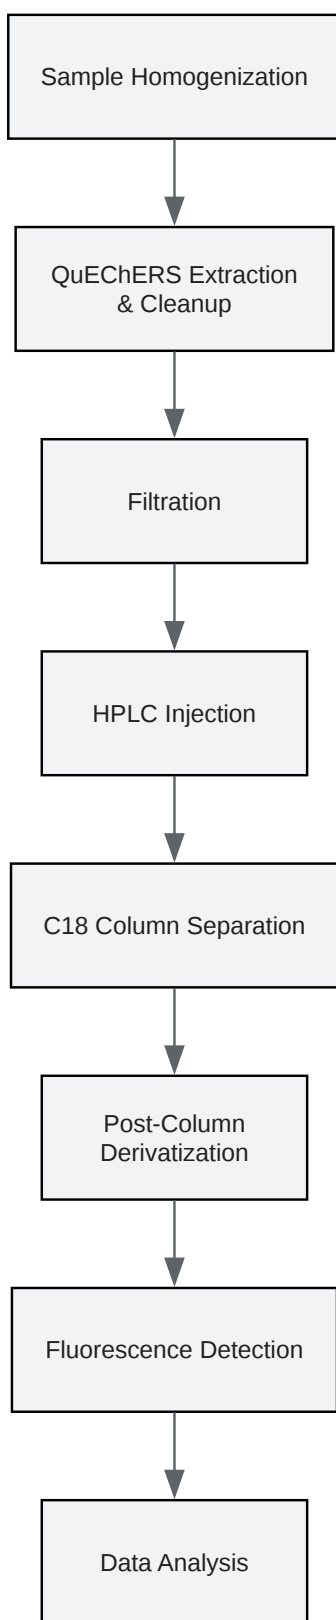 Sample Homogenization
QuEChERS Extraction
& Cleanup
Filtration
HPLC Injection
C18 Column Separation
Post-Column
Derivatization
Fluorescence Detection
Data Analysis